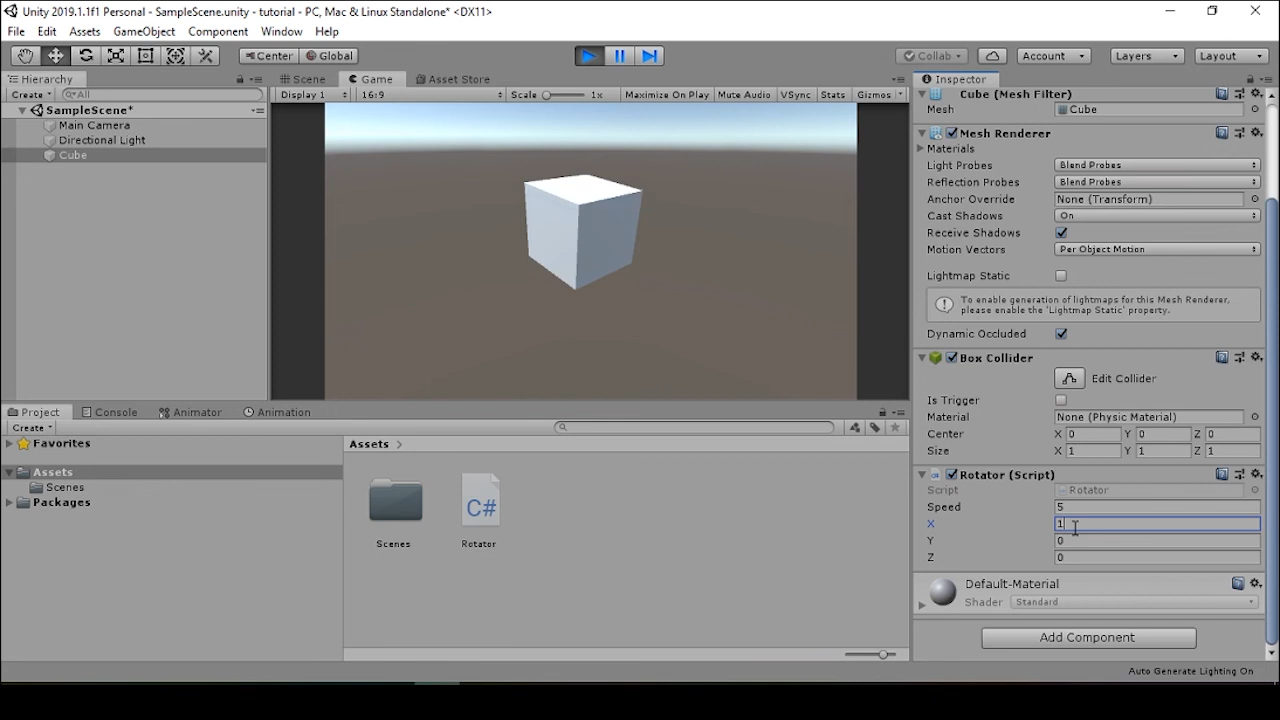 Unity 2019.1.1f1 Personal - SampleScene.unity - tutorial - PC, Mac & Linux Standalone* <DX11>
File Edit Assets GameObject Component Window Help
Center Global Collab Account Layers Layout
Hierarchy
Create All
SampleScene*
Main Camera
Directional Light
Cube
Scene Game Asset Store
Display 1 16:9 Scale 1x Maximize On Play Mute Audio VSync Stats Gizmos
Inspector
Cube (Mesh Filter)
Mesh Cube
Mesh Renderer
Materials
Light Probes Blend Probes
Reflection Probes Blend Probes
Anchor Override None (Transform)
Cast Shadows On
Receive Shadows
Motion Vectors Per Object Motion
Lightmap Static
To enable generation of lightmaps for this Mesh Renderer,
please enable the 'Lightmap Static' property.
Dynamic Occluded
Box Collider
Edit Collider
Is Trigger
Material None (Physic Material)
Center X 0 Y 0 Z 0
Size X 1 Y 1 Z 1
Rotator (Script)
Script Rotator
Speed 5
X 1
Y 0
Z 0
Default-Material
Shader Standard
Add Component
Project Console Animator Animation
Create
Favorites
Assets
Scenes
Packages
Assets
C#
Scenes Rotator
Auto Generate Lighting On